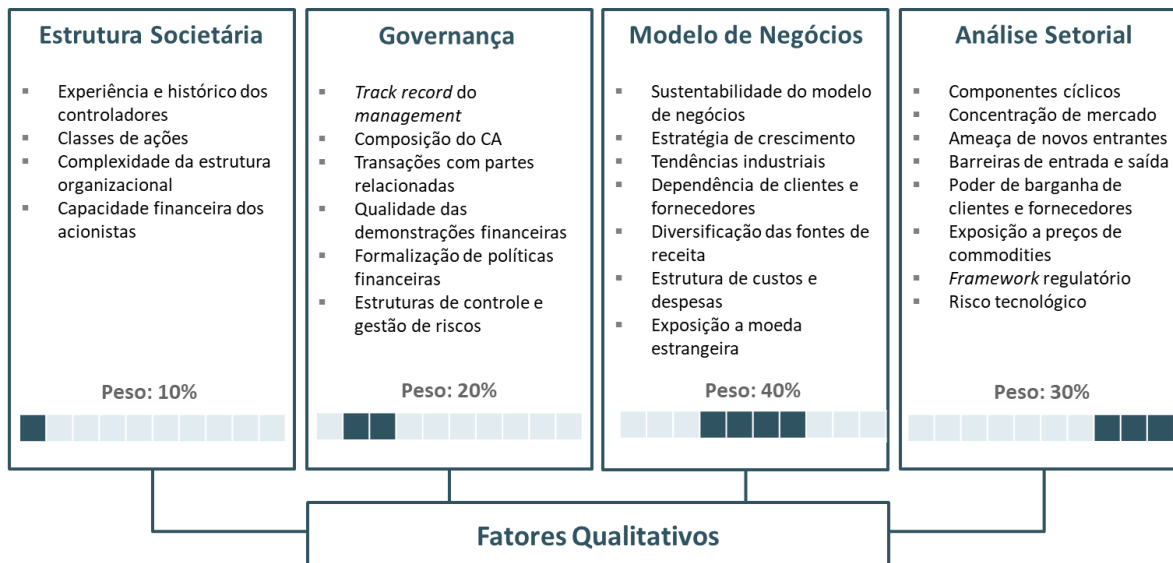 Estrutura Societária
▪ Experiência e histórico dos
controladores
▪ Classes de ações
▪ Complexidade da estrutura
organizacional
▪ Capacidade financeira dos
acionistas
Peso: 10%
Governança
▪ Track record do
management
▪ Composição do CA
▪ Transações com partes
relacionadas
▪ Qualidade das
demonstrações financeiras
▪ Formalização de políticas
financeiras
▪ Estruturas de controle e
gestão de riscos
Peso: 20%
Modelo de Negócios
▪ Sustentabilidade do modelo
de negócios
▪ Estratégia de crescimento
▪ Tendências industriais
▪ Dependência de clientes e
fornecedores
▪ Diversificação das fontes de
receita
▪ Estrutura de custos e
despesas
▪ Exposição a moeda
estrangeira
Peso: 40%
Análise Setorial
▪ Componentes cíclicos
▪ Concentração de mercado
▪ Ameaça de novos entrantes
▪ Barreiras de entrada e saída
▪ Poder de barganha de
clientes e fornecedores
▪ Exposição a preços de
commodities
▪ Framework regulatório
▪ Risco tecnológico
Peso: 30%
Fatores Qualitativos